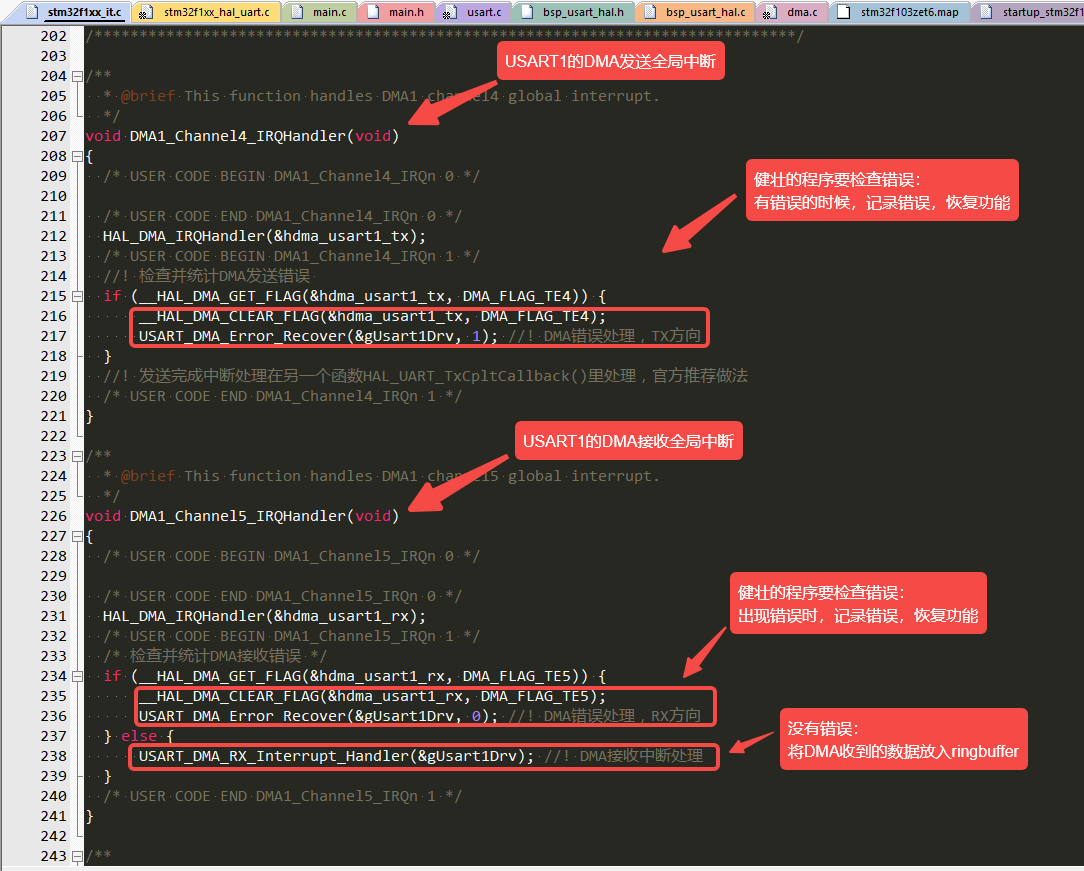 stm32f1xx_it.c stm32f1xx_hal_uart.c main.c main.h usart.c bsp_usart_hal.h bsp_usart_hal.c dma.c stm32f103zet6.map startup_stm32f1
202 /******************************************************************************/
203
USART1的DMA发送全局中断
204 /**
205 * @brief This function handles DMA1 channel4 global interrupt.
206 */
207 void DMA1_Channel4_IRQHandler(void)
208 {
209 /* USER CODE BEGIN DMA1_Channel4_IRQn 0 */
健壮的程序要检查错误：
有错误的时候，记录错误，恢复功能
210
211 /* USER CODE END DMA1_Channel4_IRQn 0 */
212 HAL_DMA_IRQHandler(&hdma_usart1_tx);
213 /* USER CODE BEGIN DMA1_Channel4_IRQn 1 */
214 //! 检查并统计DMA发送错误
215 if (__HAL_DMA_GET_FLAG(&hdma_usart1_tx, DMA_FLAG_TE4)) {
216 __HAL_DMA_CLEAR_FLAG(&hdma_usart1_tx, DMA_FLAG_TE4);
217 USART_DMA_Error_Recover(&gUsart1Drv, 1); //! DMA错误处理，TX方向
218 }
219 //! 发送完成中断处理在另一个函数HAL_UART_TxCpltCallback()里处理，官方推荐做法
220 /* USER CODE END DMA1_Channel4_IRQn 1 */
221 }
222
USART1的DMA接收全局中断
223 /**
224 * @brief This function handles DMA1 channel5 global interrupt.
225 */
226 void DMA1_Channel5_IRQHandler(void)
227 {
228 /* USER CODE BEGIN DMA1_Channel5_IRQn 0 */
229
230 /* USER CODE END DMA1_Channel5_IRQn 0 */
健壮的程序要检查错误：
出现错误时，记录错误，恢复功能
231 HAL_DMA_IRQHandler(&hdma_usart1_rx);
232 /* USER CODE BEGIN DMA1_Channel5_IRQn 1 */
233 /* 检查并统计DMA接收错误 */
234 if (__HAL_DMA_GET_FLAG(&hdma_usart1_rx, DMA_FLAG_TE5)) {
235 __HAL_DMA_CLEAR_FLAG(&hdma_usart1_rx, DMA_FLAG_TE5);
236 USART_DMA_Error_Recover(&gUsart1Drv, 0); //! DMA错误处理，RX方向
237 } else {
没有错误：
将DMA收到的数据放入ringbuffer
238 USART_DMA_RX_Interrupt_Handler(&gUsart1Drv); //! DMA接收中断处理
239 }
240 /* USER CODE END DMA1_Channel5_IRQn 1 */
241 }
242
243 /**